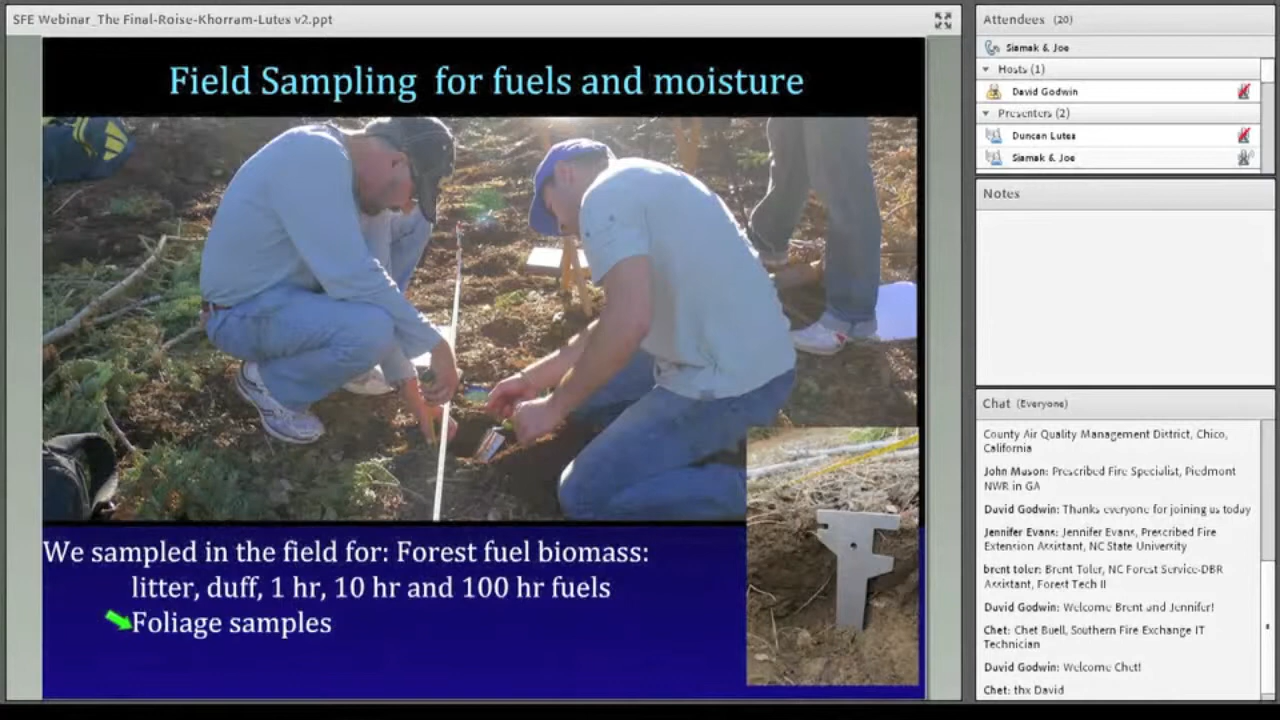 SFE Webinar_The Final-Roise-Khorram-Lutes v2.ppt
Field Sampling for fuels and moisture
We sampled in the field for: Forest fuel biomass:
litter, duff, 1 hr, 10 hr and 100 hr fuels
Foliage samples
Attendees (20)
Siamak & Joe
Hosts (1)
David Godwin
Presenters (2)
Duncan Lutes
Siamak & Joe
Notes
Chat (Everyone)
County Air Quality Management District, Chico,
California
John Mason: Prescribed Fire Specialist, Piedmont
NWR in GA
David Godwin: Thanks everyone for joining us today
Jennifer Evans: Jennifer Evans, Prescribed Fire
Extension Assistant, NC State University
brent toler: Brent Toler, NC Forest Service-DBR
Assistant, Forest Tech II
David Godwin: Welcome Brent and Jennifer!
Chet: Chet Buell, Southern Fire Exchange IT
Technician
David Godwin: Welcome Chet!
Chet: thx David